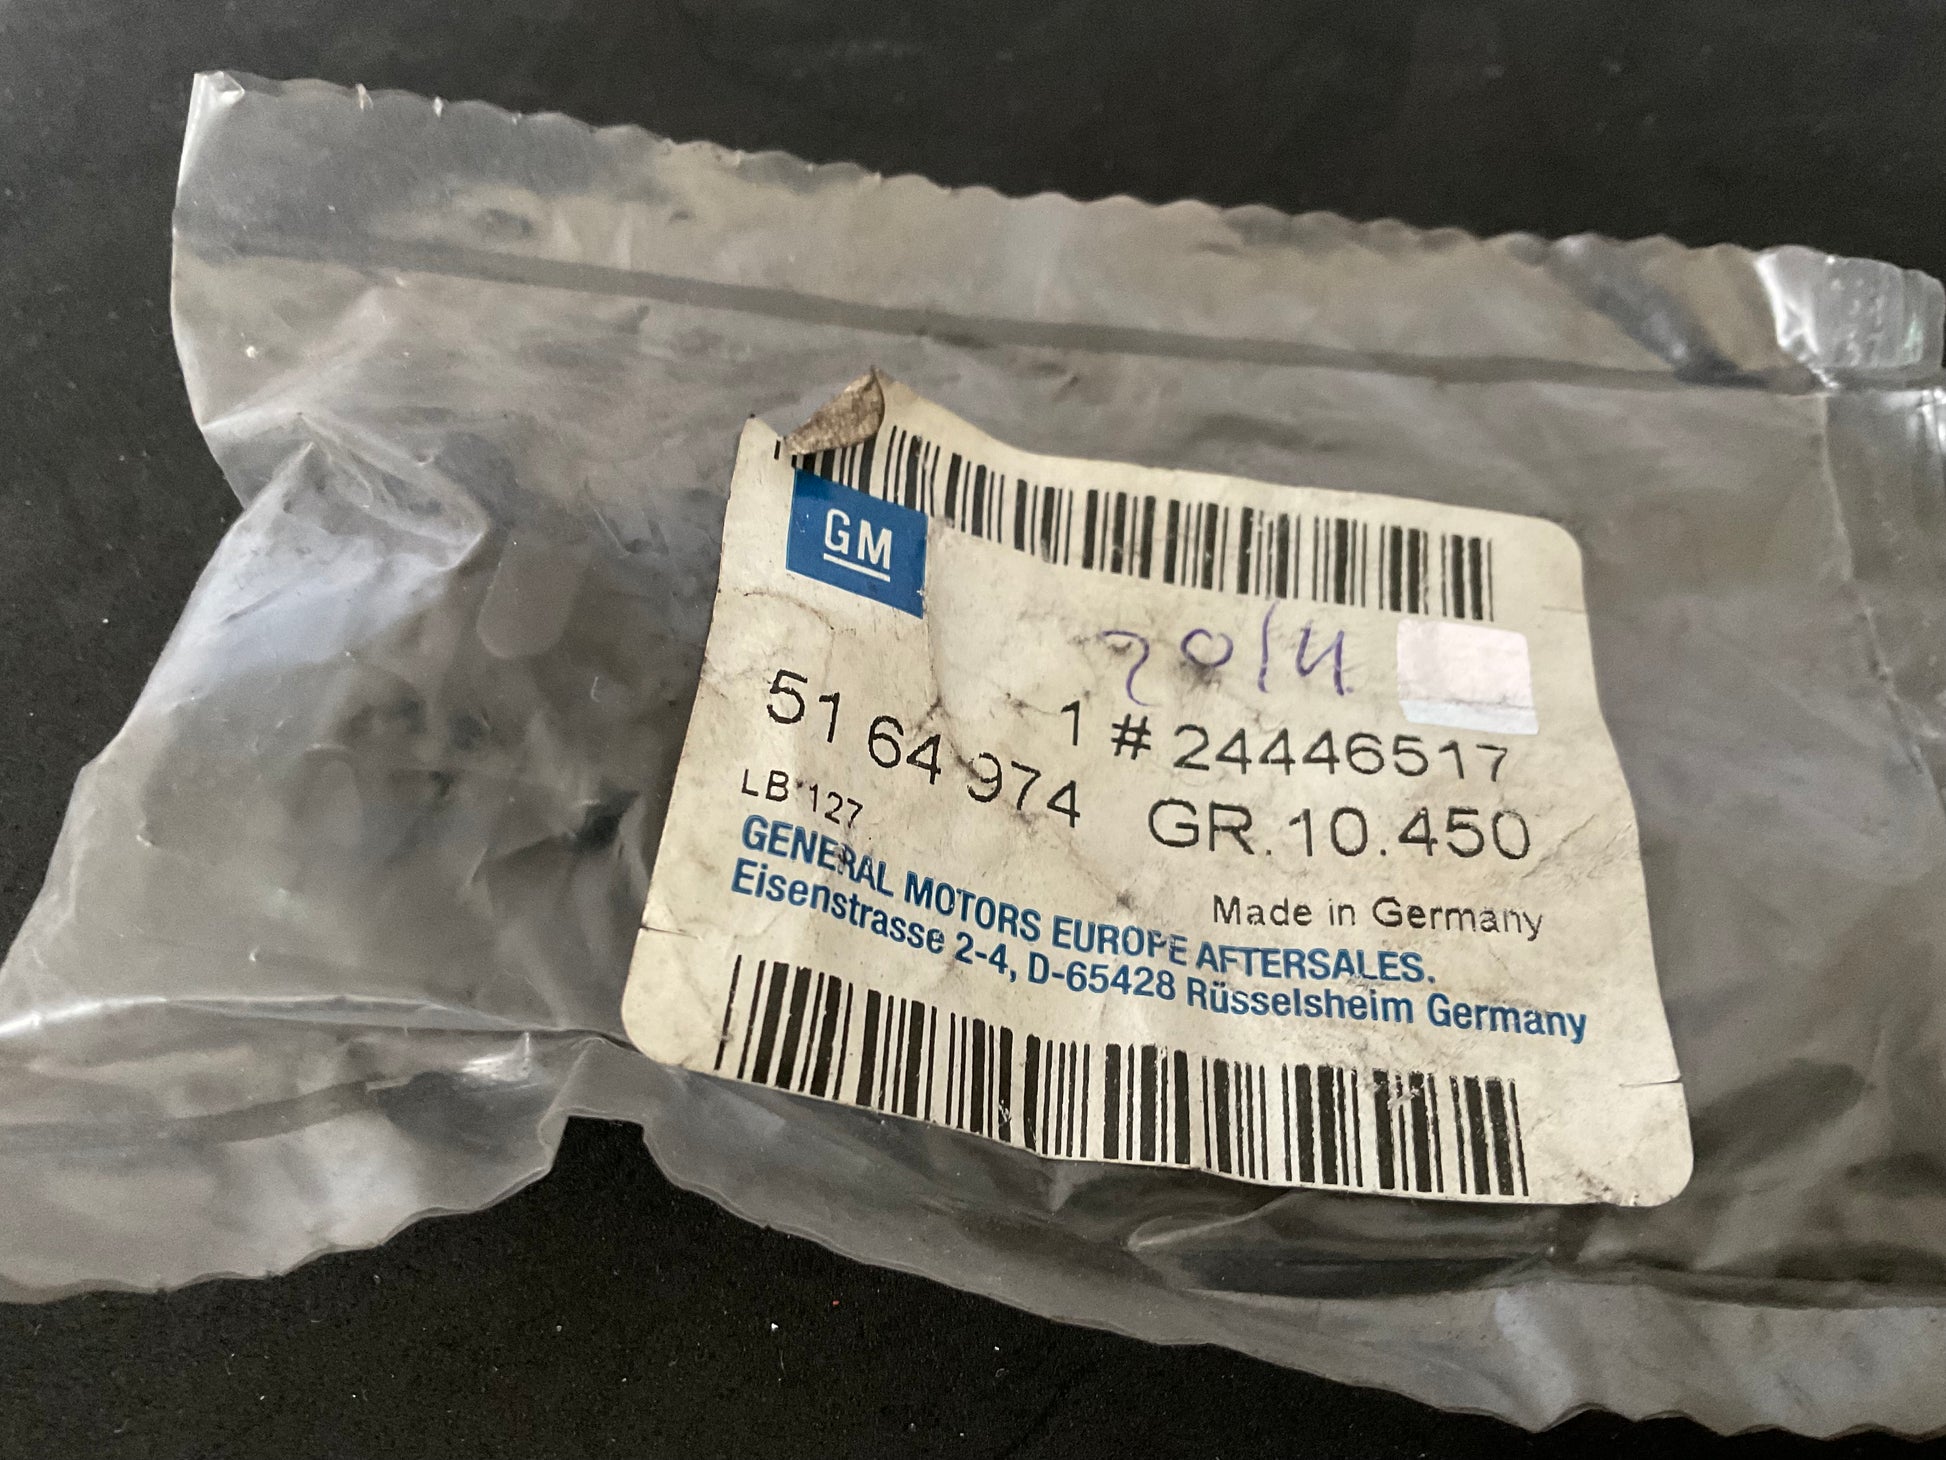 GM
2014
1 # 24446517
51 64 974 GR. 10.450
LB 127
Made in Germany
GENERAL MOTORS EUROPE AFTERSALES.
Eisenstrasse 2-4, D-65428 Rüsselsheim Germany